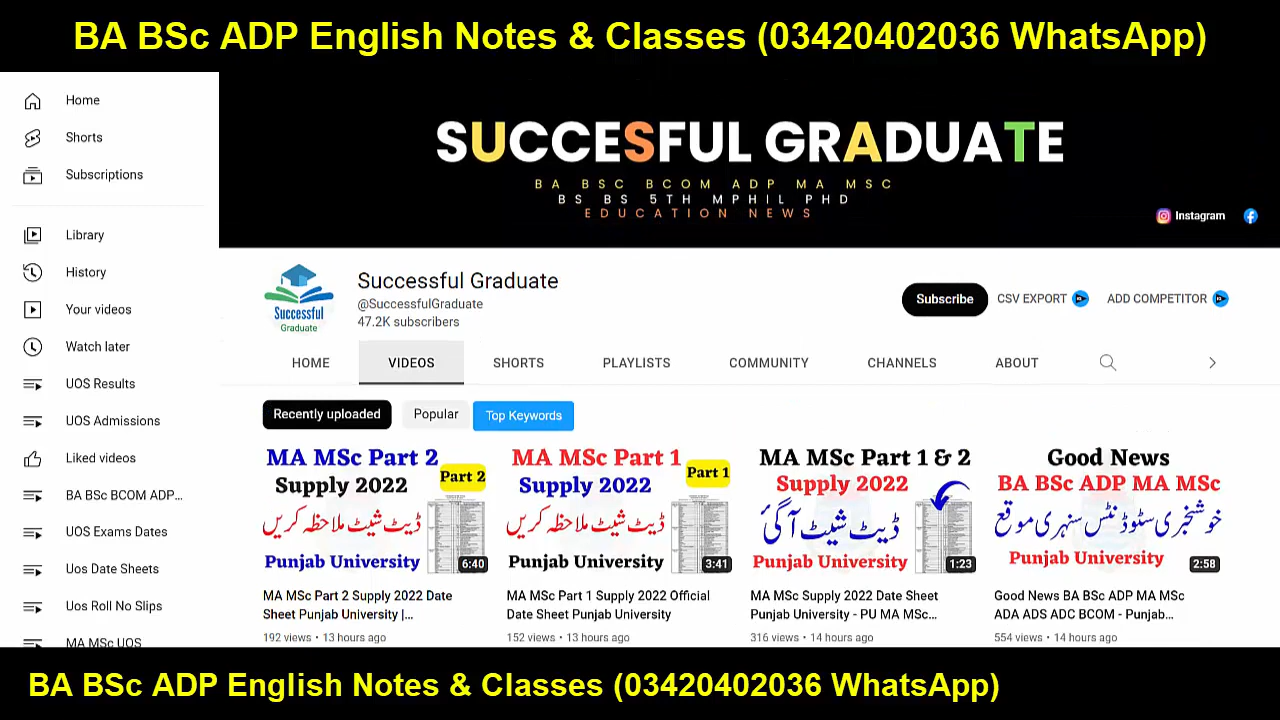 BA BSc ADP English Notes & Classes (03420402036 WhatsApp)
Home
Shorts
Subscriptions
Library
History
Your videos
Watch later
UOS Results
UOS Admissions
Liked videos
BA BSc BCOM ADP...
UOS Exams Dates
Uos Date Sheets
Uos Roll No Slips
MA MSc UOS
SUCCESFUL GRADUATE
BA BSC BCOM ADP MA MSC
BS BS 5TH MPHIL PHD
EDUCATION NEWS
Instagram
Successful
Graduate
Successful Graduate
@SuccessfulGraduate
47.2K subscribers
Subscribe
CSV EXPORT
ADD COMPETITOR
HOME VIDEOS SHORTS PLAYLISTS COMMUNITY CHANNELS ABOUT
Recently uploaded Popular Top Keywords
MA MSc Part 2
Part 2
Supply 2022
ڈیٹ شیٹ ملاحظہ کریں
Punjab University
6:40
MA MSc Part 2 Supply 2022 Date
Sheet Punjab University |...
192 views • 13 hours ago
MA MSc Part 1
Part 1
Supply 2022
ڈیٹ شیٹ ملاحظہ کریں
Punjab University
3:41
MA MSc Part 1 Supply 2022 Official
Date Sheet Punjab University
152 views • 13 hours ago
MA MSc Part 1 & 2
Supply 2022
ڈیٹ شیٹ آگئی
Punjab University
1:23
MA MSc Supply 2022 Date Sheet
Punjab University - PU MA MSc...
316 views • 14 hours ago
Good News
BA BSc ADP MA MSc
خوشخبری سٹوڈنٹس سنہری موقع
Punjab University
2:58
Good News BA BSc ADP MA MSc
ADA ADS ADC BCOM - Punjab...
554 views • 14 hours ago
BA BSc ADP English Notes & Classes (03420402036 WhatsApp)